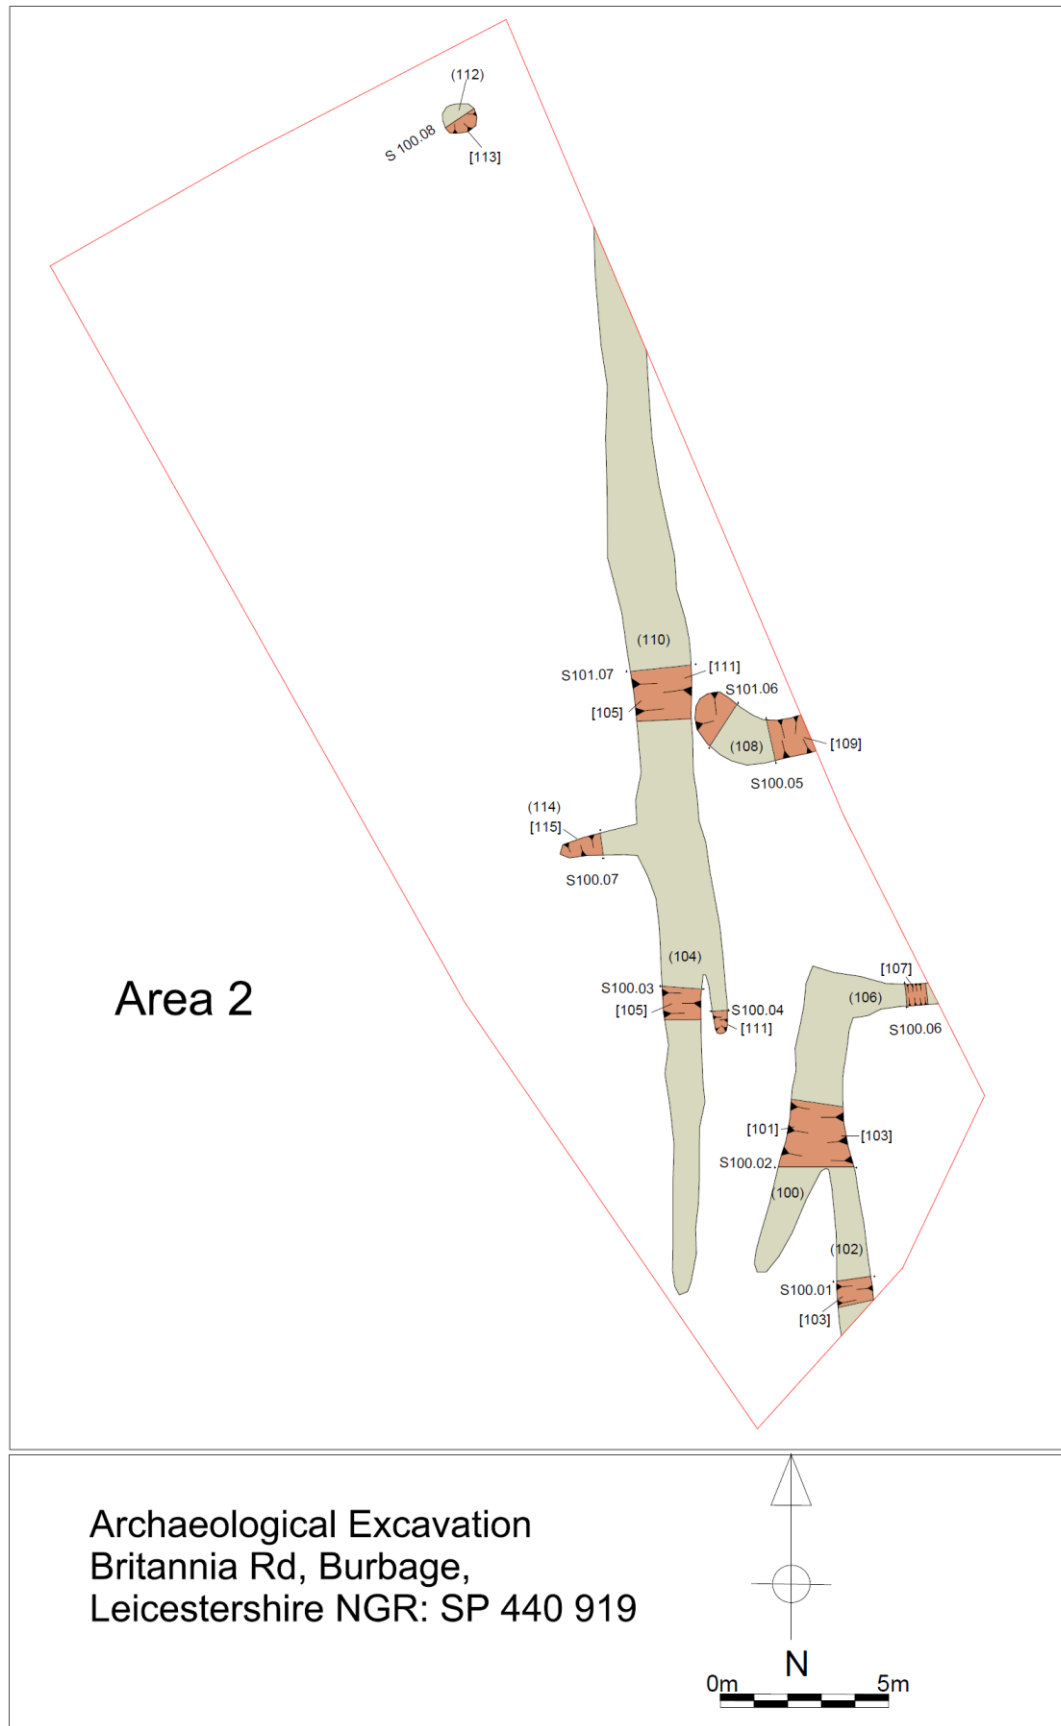 (112)
S 100.08
[113]
(110)
S101.07
[111]
S101.06
[105]
(108)
[109]
S100.05
(114)
[115]
S100.07
(104)
[107]
S100.03
(106)
[105]
S100.04
[111]
S100.06
[101]
[103]
S100.02
(100)
(102)
S100.01
[103]
Area 2
Archaeological Excavation
Britannia Rd, Burbage,
Leicestershire NGR: SP 440 919
N
0m
5m